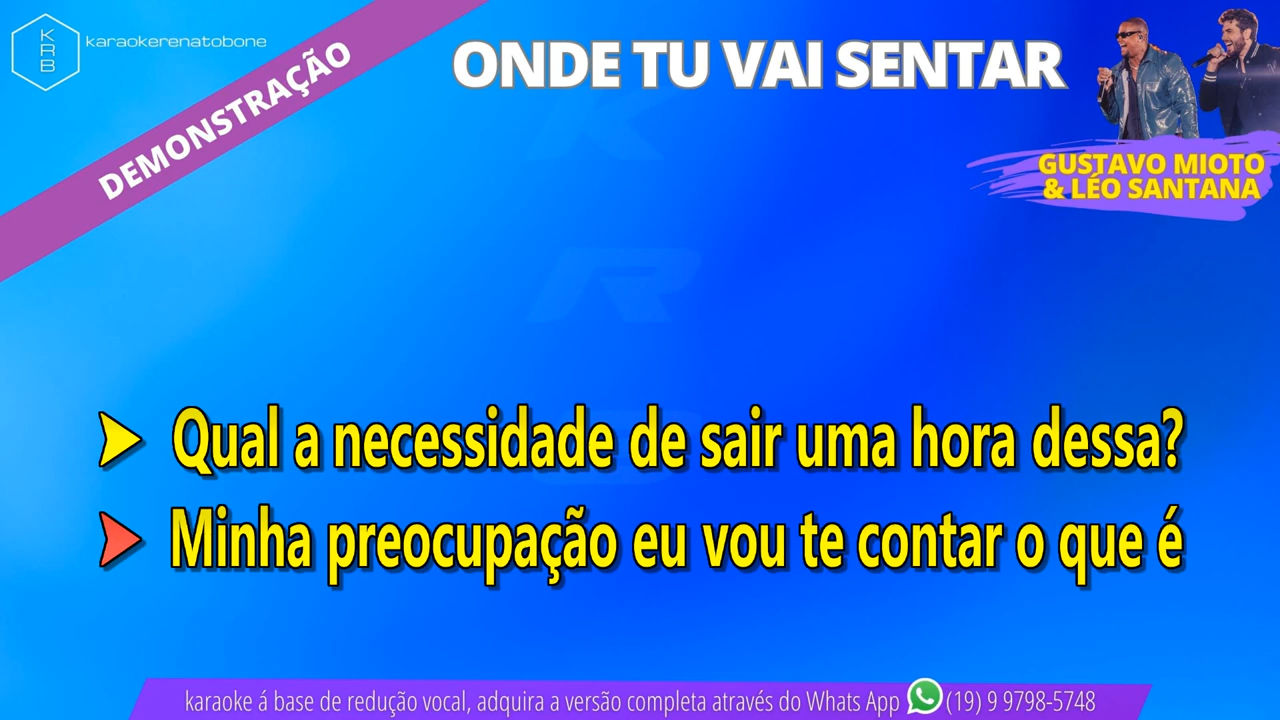 KRB
karaokerenatobone
DEMONSTRAÇÃO
ONDE TU VAI SENTAR
GUSTAVO MIOTO
& LÉO SANTANA
K
R
B
Qual a necessidade de sair uma hora dessa?
Minha preocupação eu vou te contar o que é
karaoke á base de redução vocal, adquira a versão completa através do Whats App (19) 9 9798-5748